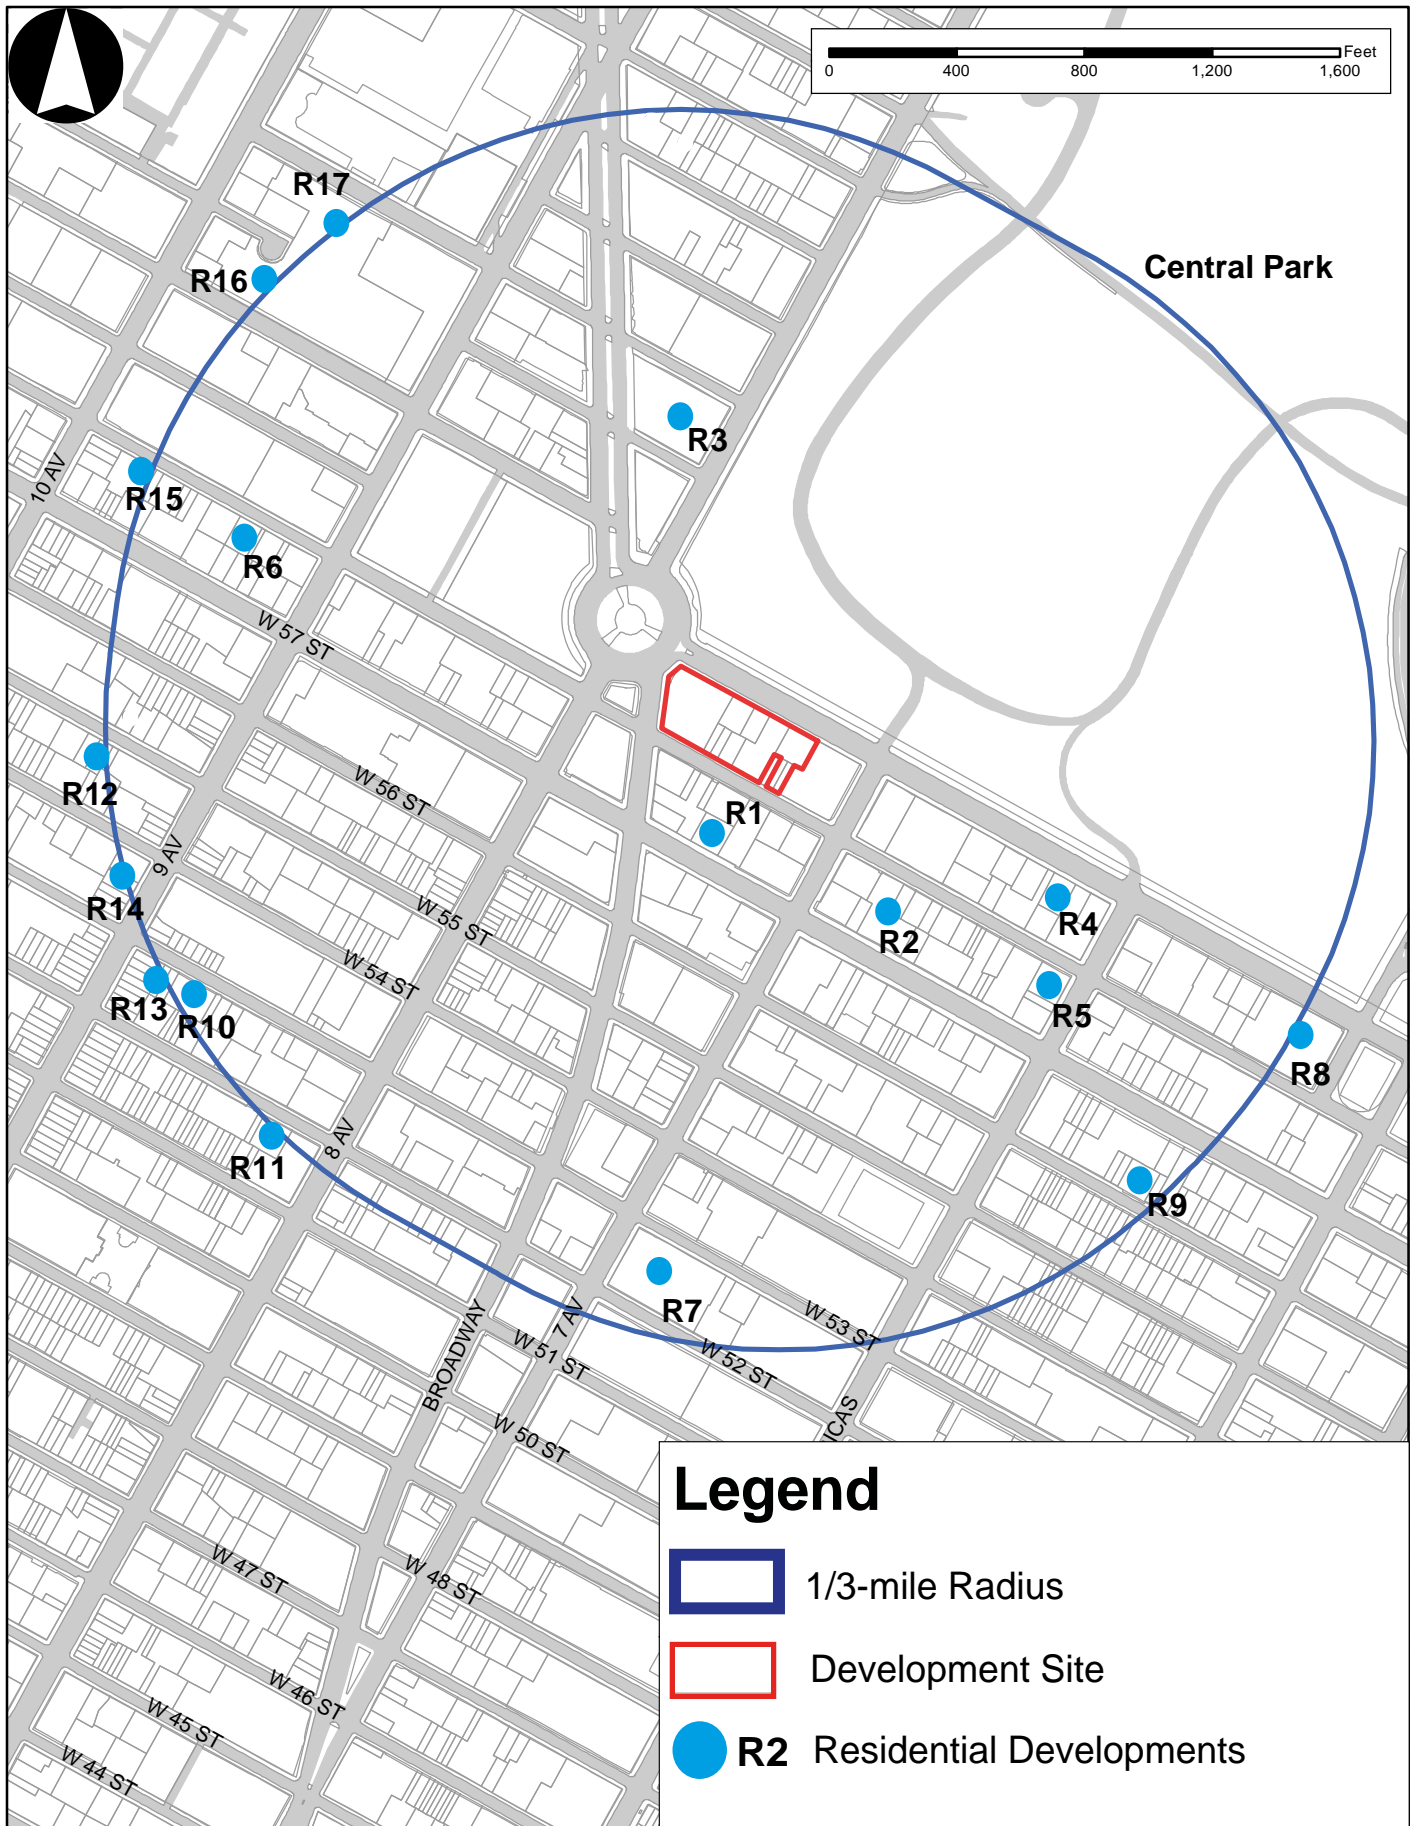 Feet
0 400 800 1,200 1,600
R17
Central Park
R16
R3
10 AV
R15
R6
W 57 ST
W 56 ST
R12
R1
9 AV
R14
W 55 ST
R2
R4
W 54 ST
R13
R10
R5
R8
8 AV
R11
R9
R7
7 AV
W 53 ST
BROADWAY
W 51 ST
W 52 ST
ICAS
W 50 ST
W 48 ST
W 47 ST
W 46 ST
W 45 ST
W 44 ST
Legend
1/3-mile Radius
Development Site
R2 Residential Developments